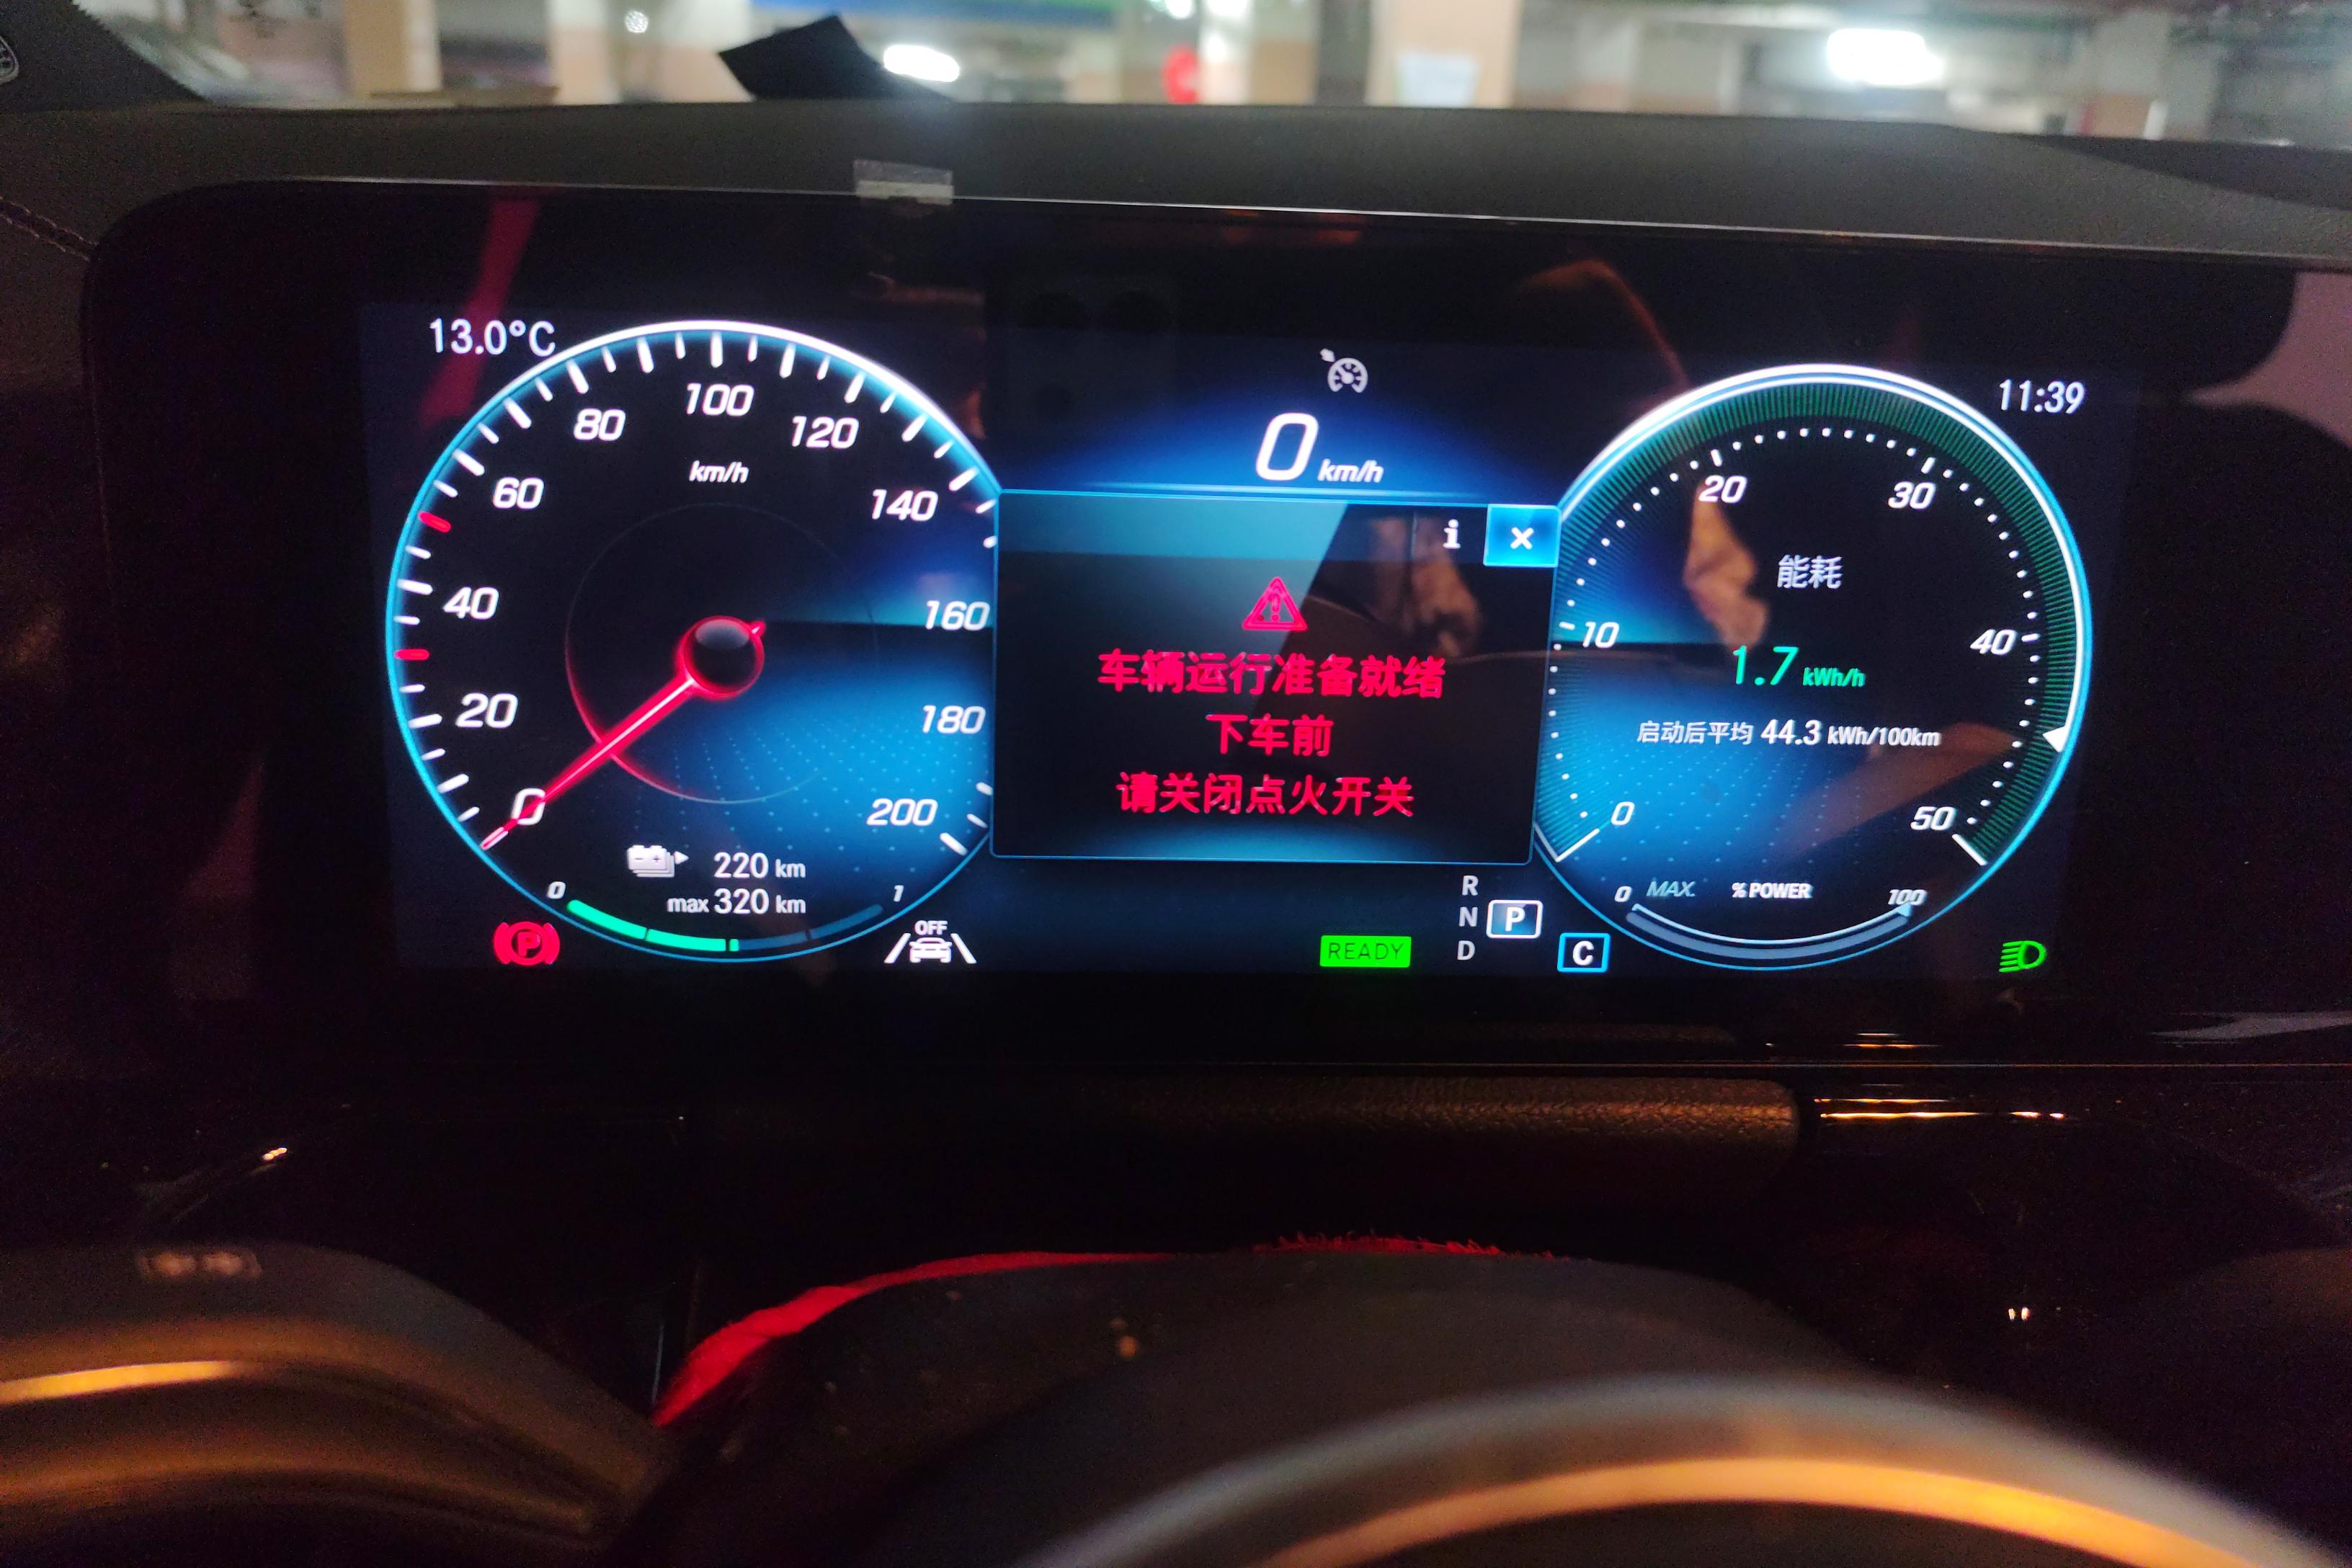 13.0°C
11:39
0 km/h
0
20
40
60
80
100
120
140
160
180
200
km/h
220 km
max 320 km
0
1
P
OFF
i
×
车辆运行准备就绪
下车前
请关闭点火开关
READY
R
N
D
P
C
0
10
20
30
40
50
能耗
1.7 kWh/h
启动后平均 44.3 kWh/100km
0 MAX. % POWER 100